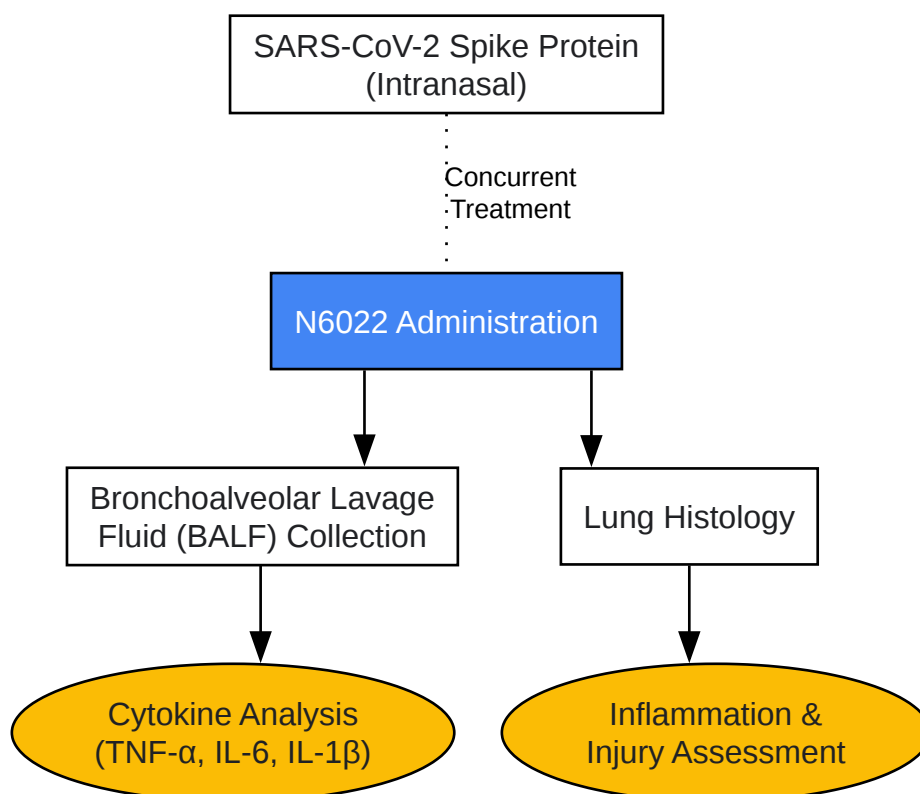 SARS-CoV-2 Spike Protein
(Intranasal)
Concurrent
Treatment
N6022 Administration
Bronchoalveolar Lavage
Fluid (BALF) Collection
Lung Histology
Cytokine Analysis
(TNF-α, IL-6, IL-1β)
Inflammation &
Injury Assessment